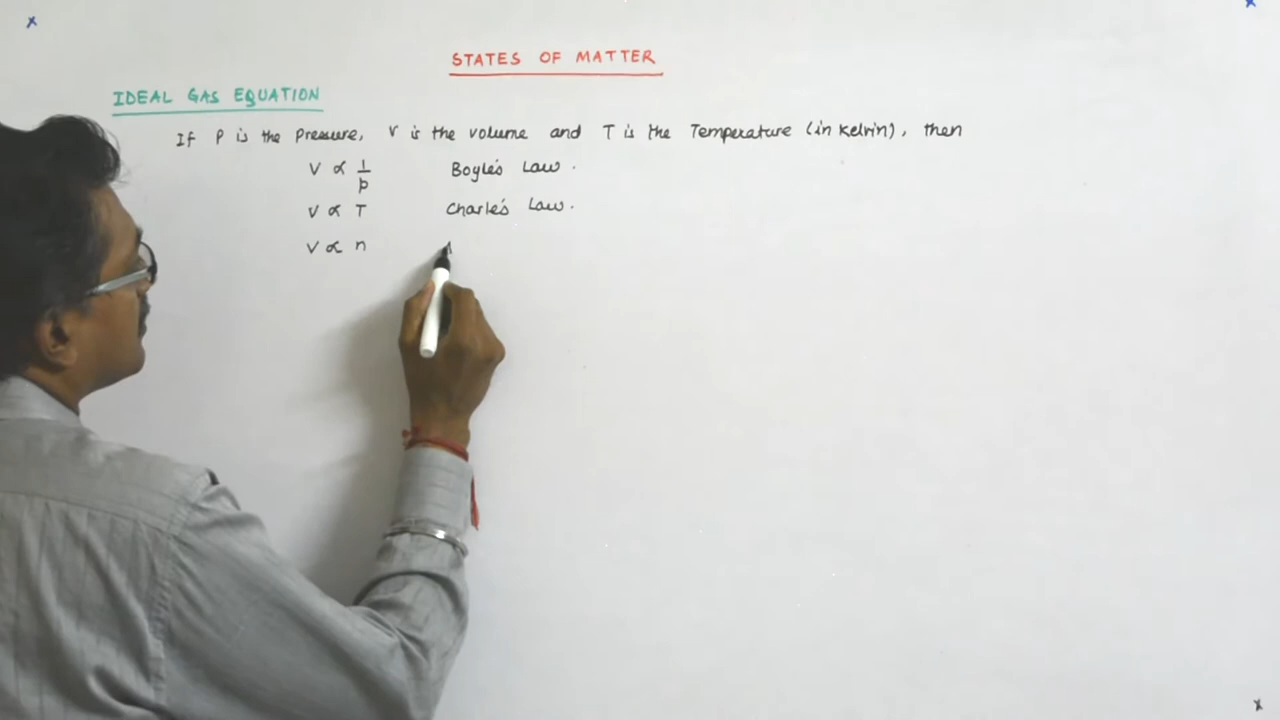 STATES OF MATTER
IDEAL GAS EQUATION
If P is the Pressure, V is the volume and T is the Temperature (in Kelvin), then
V ∝ 1/P Boyle's Law.
V ∝ T Charle's Law.
V ∝ n